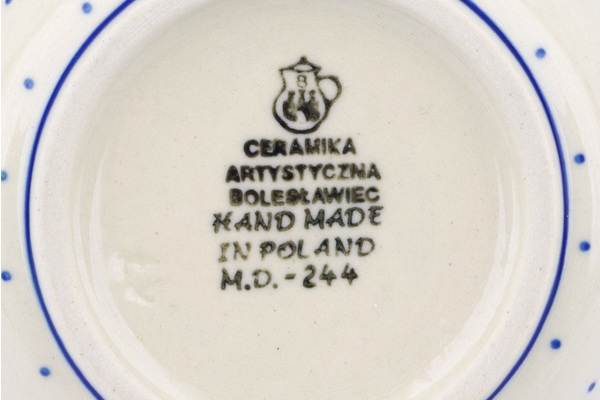 B
CERAMIKA
ARTYSTYCZNA
BOLESŁAWIEC
HAND MADE
IN POLAND
M.D.-244